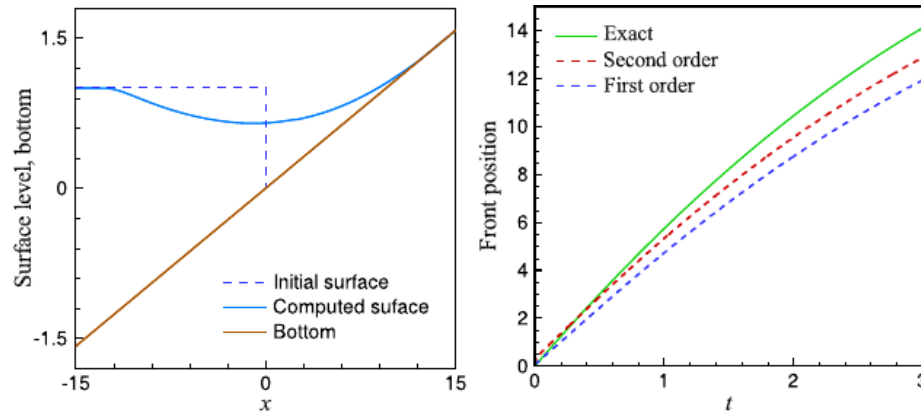 1.5
0
-1.5
-15
0
15
x
Surface level, bottom
Initial surface
Computed suface
Bottom
14
12
10
8
6
4
2
0
0
1
2
3
t
Front position
Exact
Second order
First order